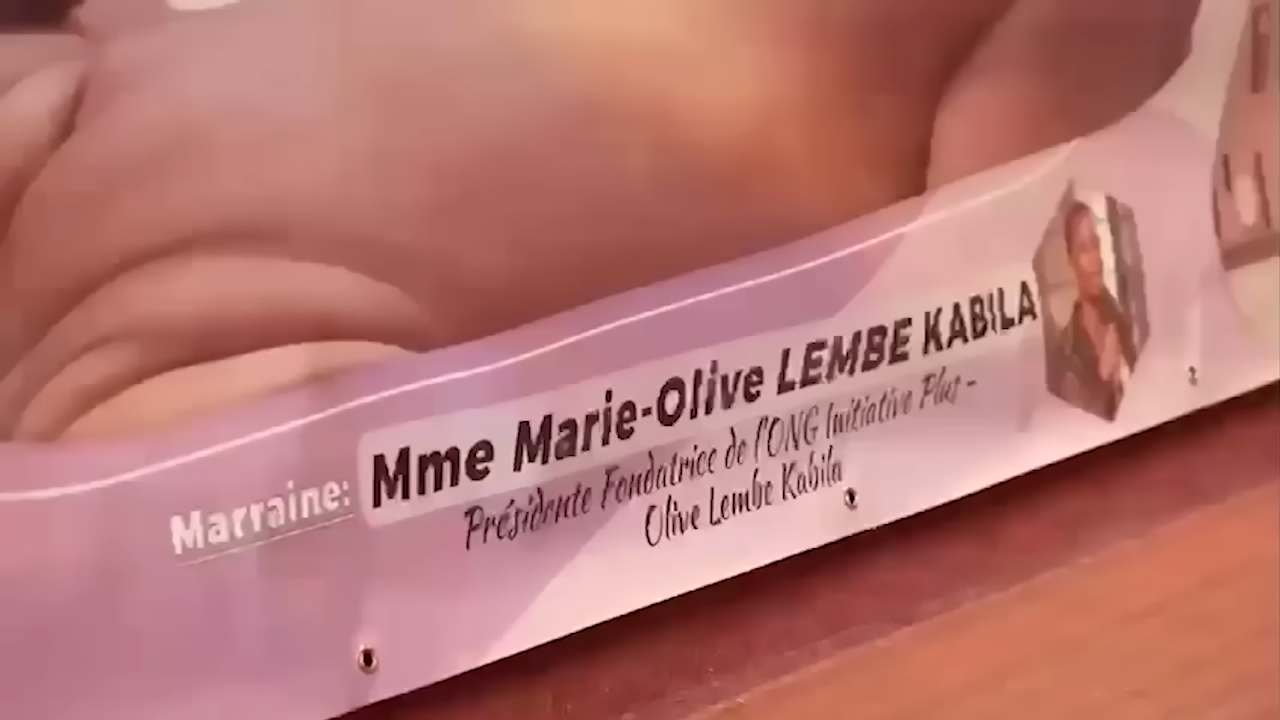 Marraine: Mme Marie-Olive LEMBE KABILA
Présidente Fondatrice de l'ONG Initiative Plus -
Olive Lembe Kabila